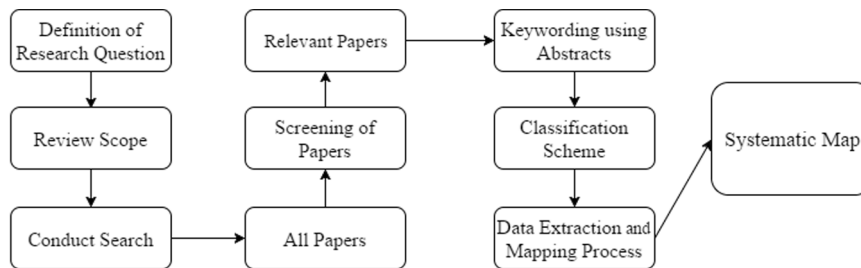 Definition of
Research Question
Review Scope
Conduct Search
All Papers
Screening of
Papers
Relevant Papers
Keywording using
Abstracts
Classification
Scheme
Data Extraction and
Mapping Process
Systematic Map